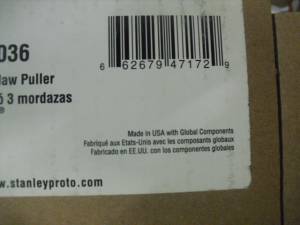 036
6 62679 47172 9
Jaw Puller
ó 3 mordazas
Made in USA with Global Components
Fabriqué aux Etats-Unis avec les composants globaux
Fabricado en EE.UU. con los componentes globales
w.stanleyproto.com